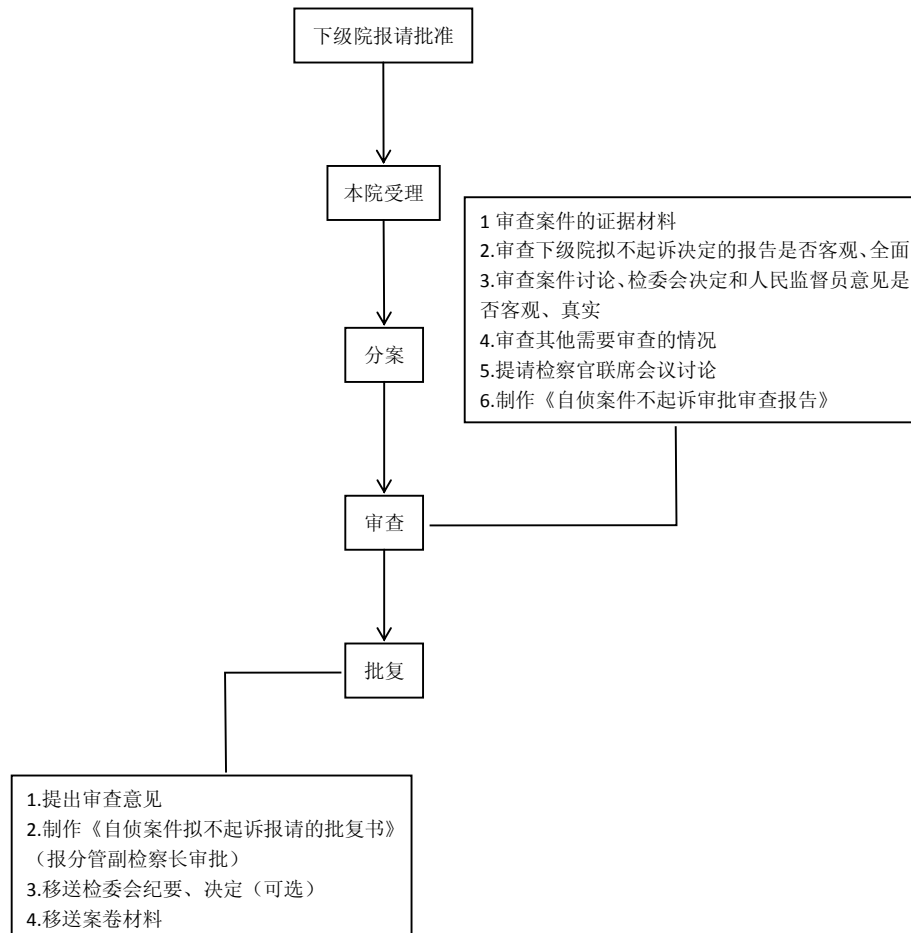 下级院报请批准
本院受理
1 审查案件的证据材料
2.审查下级院拟不起诉决定的报告是否客观、全面
3.审查案件讨论、检委会决定和人民监督员意见是
否客观、真实
4.审查其他需要审查的情况
5.提请检察官联席会议讨论
6.制作《自侦案件不起诉审批审查报告》
分案
审查
批复
1.提出审查意见
2.制作《自侦案件拟不起诉报请的批复书》
（报分管副检察长审批）
3.移送检委会纪要、决定（可选）
4.移送案卷材料